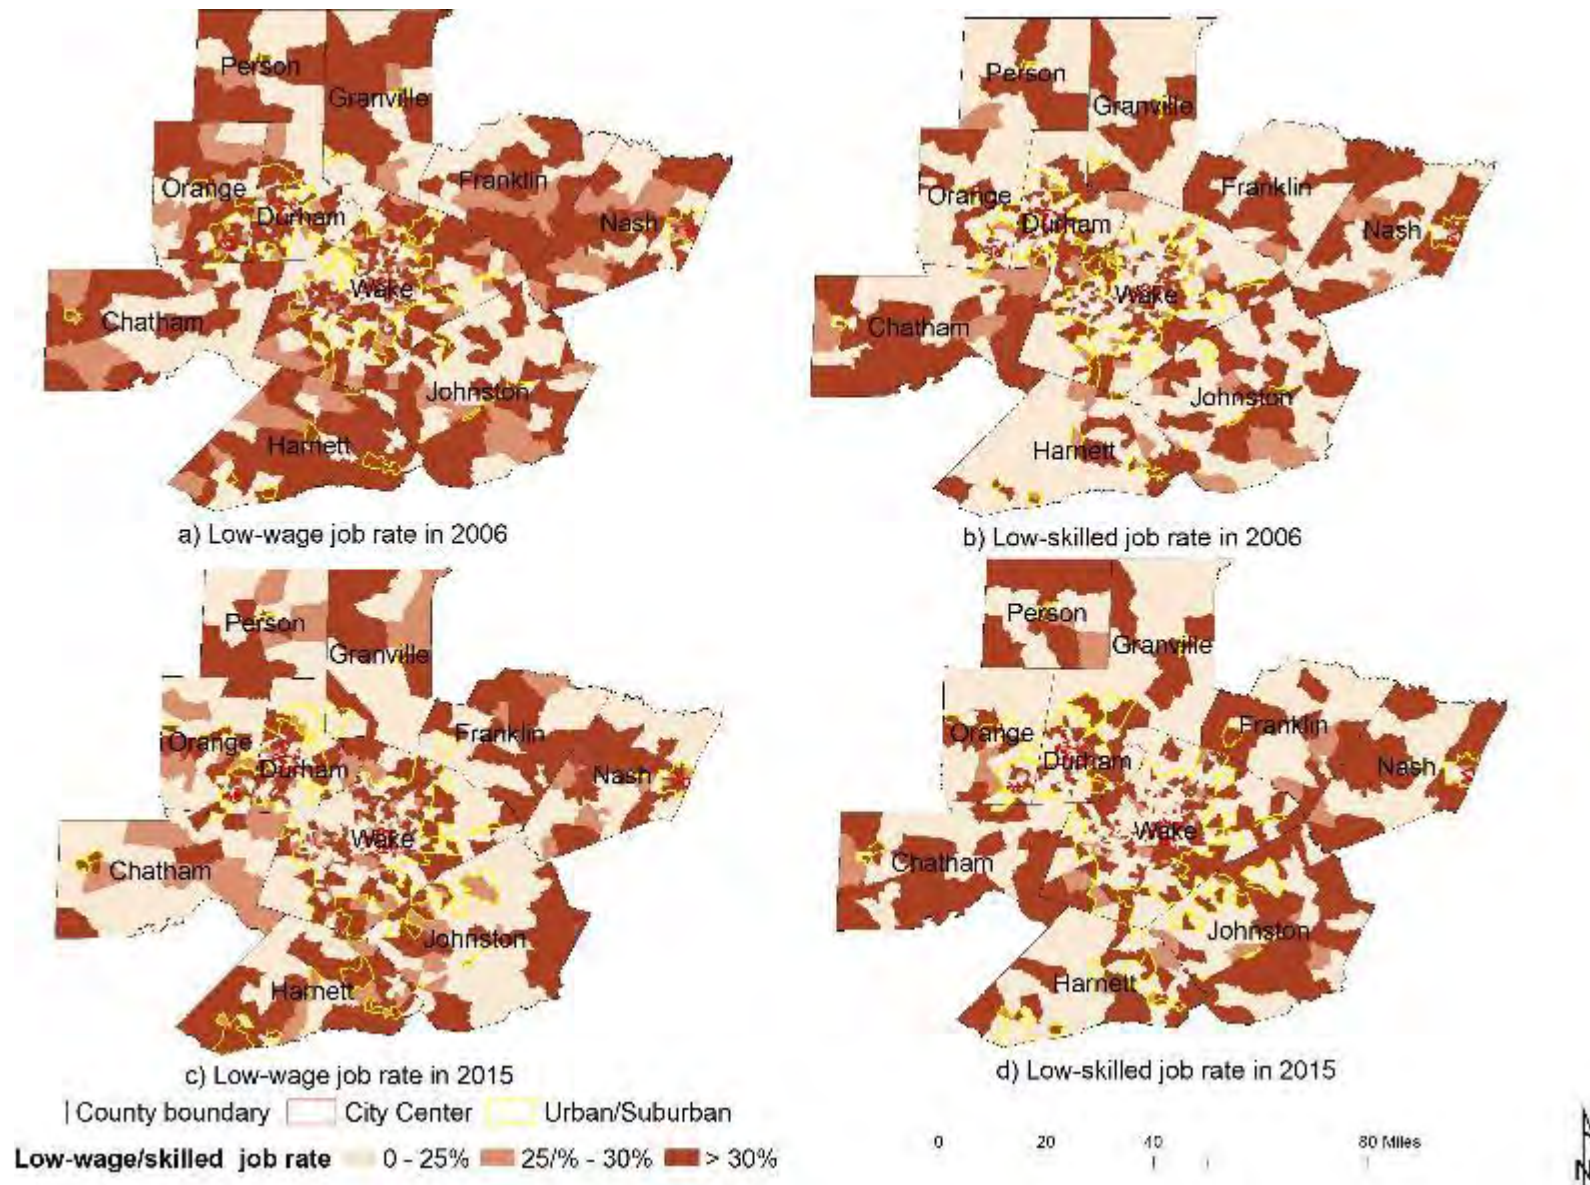 Person
Granville
Orange
Durham
Franklin
Nash
Wake
Chatham
Johnston
Harnett
a) Low-wage job rate in 2006
Person
Granville
Orange
Durham
Franklin
Nash
Wake
Chatham
Johnston
Harnett
b) Low-skilled job rate in 2006
Person
Granville
Orange
Durham
Franklin
Nash
Wake
Chatham
Johnston
Harnett
c) Low-wage job rate in 2015
Person
Granville
Orange
Durham
Franklin
Nash
Wake
Chatham
Johnston
Harnett
d) Low-skilled job rate in 2015
County boundary City Center Urban/Suburban
Low-wage/skilled job rate 0 - 25% 25/% - 30% > 30%
0 20 40 80 Miles